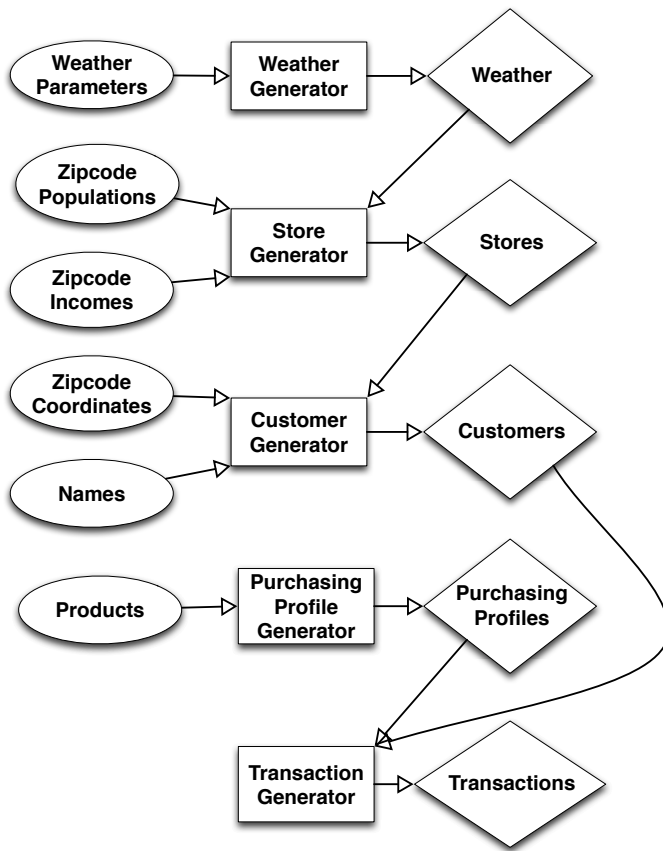 Weather
Parameters
Weather
Generator
Weather
Zipcode
Populations
Store
Generator
Stores
Zipcode
Incomes
Zipcode
Coordinates
Customer
Generator
Customers
Names
Products
Purchasing
Profile
Generator
Purchasing
Profiles
Transaction
Generator
Transactions